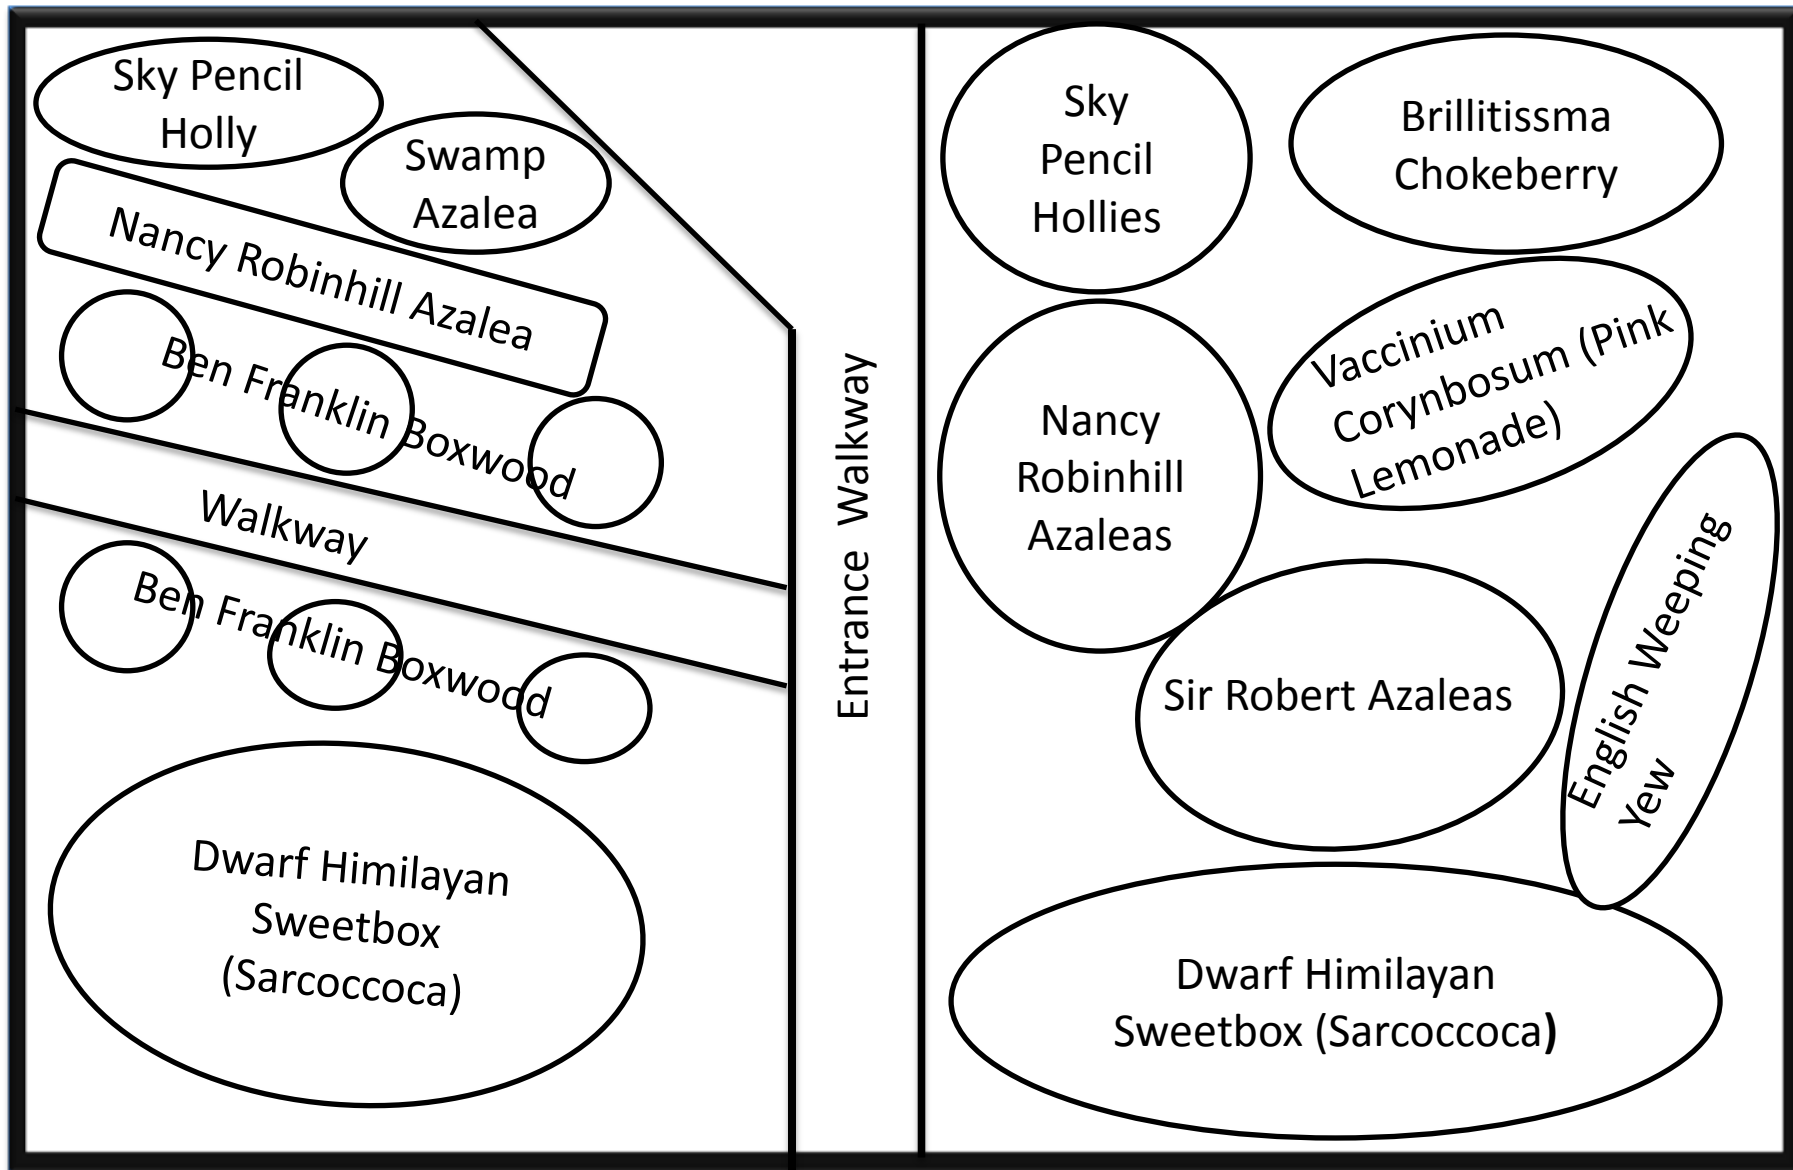 Sky Pencil
Holly
Swamp
Azalea
Nancy Robinhill Azalea
Ben Franklin Boxwood
Walkway
Ben Franklin Boxwood
Dwarf Himilayan
Sweetbox
(Sarcoccoca)
Entrance Walkway
Sky
Pencil
Hollies
Brillitissma
Chokeberry
Nancy
Robinhill
Azaleas
Vaccinium
Corynbosum (Pink
Lemonade)
Sir Robert Azaleas
English Weeping
Yew
Dwarf Himilayan
Sweetbox (Sarcoccoca)